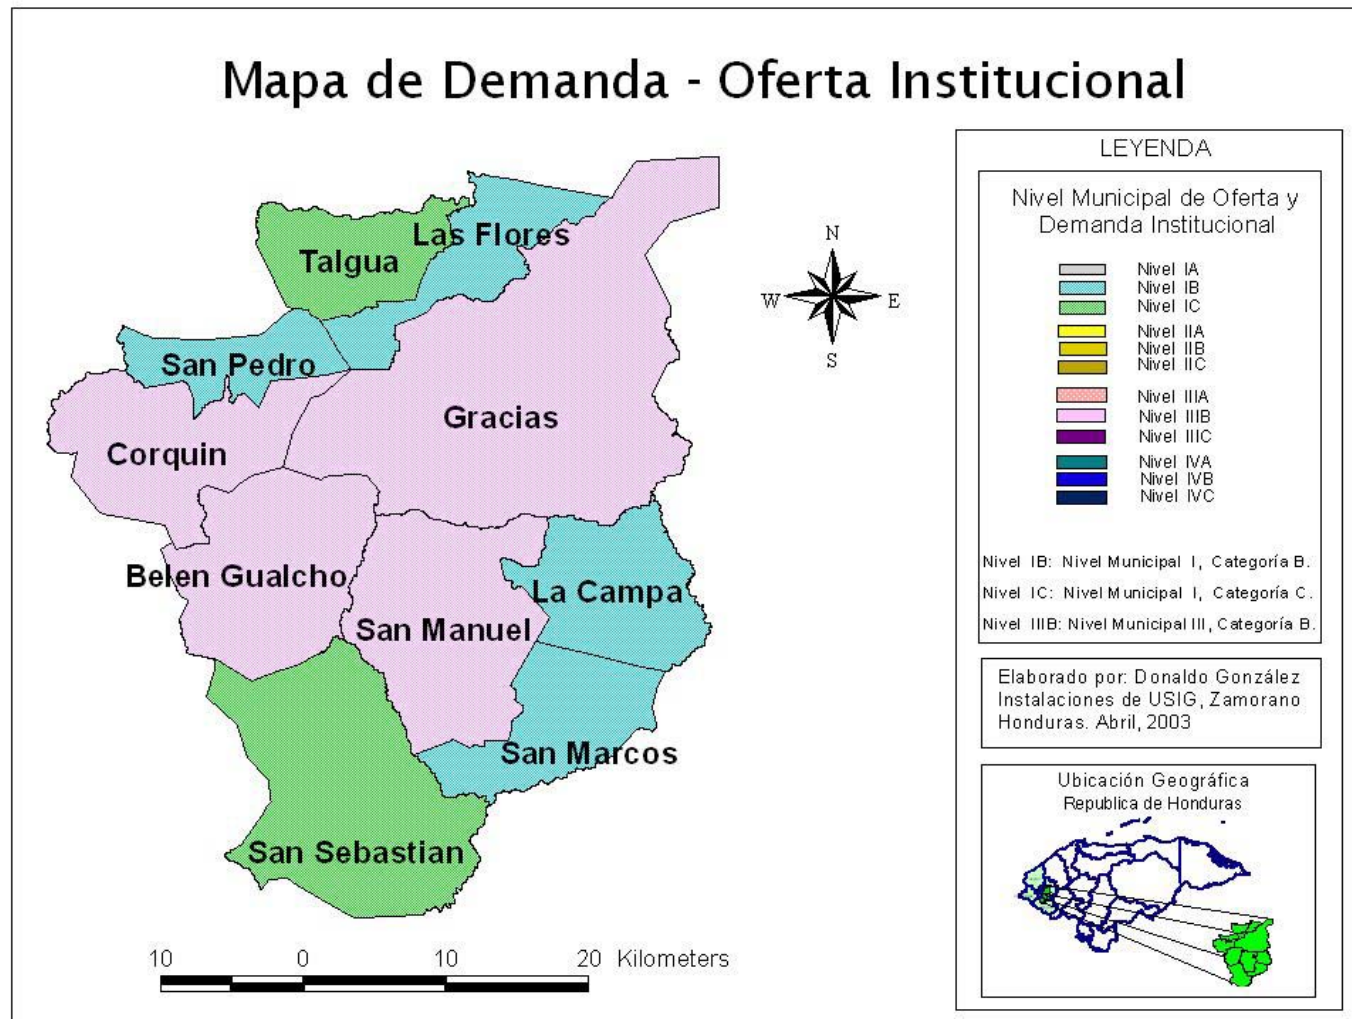 Mapa de Demanda - Oferta Institucional
Las Flores
Talgua
San Pedro
Gracias
Corquin
Belen Gualcho
La Campa
San Manuel
San Marcos
San Sebastian
N
W
E
S
10 0 10 20 Kilometers
LEYENDA
Nivel Municipal de Oferta y
Demanda Institucional
Nivel IA
Nivel IB
Nivel IC
Nivel IIA
Nivel IIB
Nivel IIC
Nivel IIIA
Nivel IIIB
Nivel IIIC
Nivel IVA
Nivel IVB
Nivel IVC
Nivel IB: Nivel Municipal I, Categoría B.
Nivel IC: Nivel Municipal I, Categoría C.
Nivel IIIB: Nivel Municipal III, Categoría B.
Elaborado por: Donaldo González
Instalaciones de USIG, Zamorano
Honduras. Abril, 2003
Ubicación Geográfica
Republica de Honduras